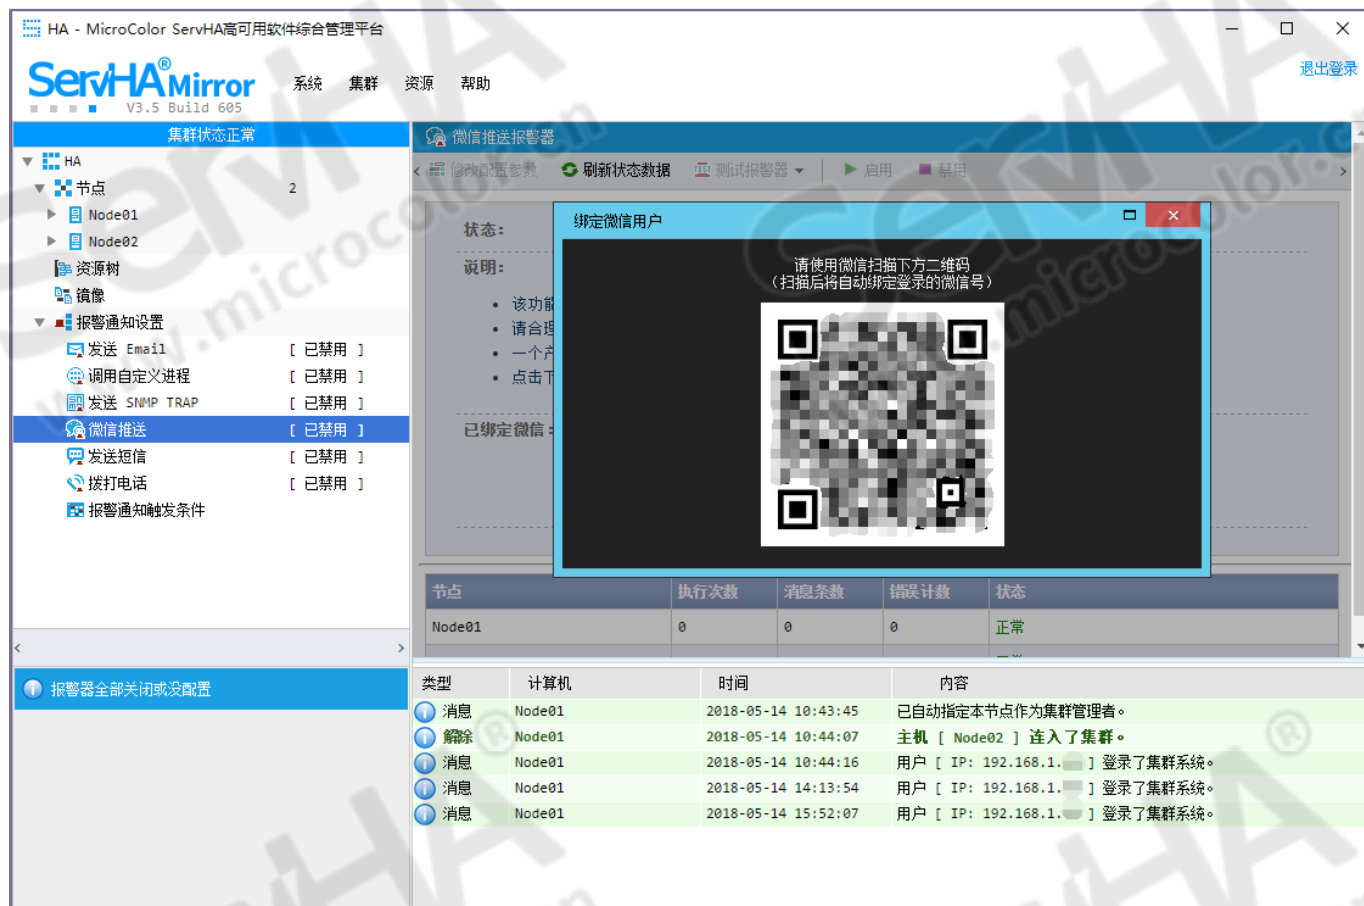 HA - MicroColor ServHA高可用软件综合管理平台
退出登录
ServHA® Mirror
V3.5 Build 605
系统 集群 资源 帮助
集群状态正常
HA
节点 2
Node01
Node02
资源树
镜像
报警通知设置
发送 Email [ 已禁用 ]
调用自定义进程 [ 已禁用 ]
发送 SNMP TRAP [ 已禁用 ]
微信推送 [ 已禁用 ]
发送短信 [ 已禁用 ]
拨打电话 [ 已禁用 ]
报警通知触发条件
报警器全部关闭或没配置
微信推送报警器
修改配置参数 刷新状态数据 TEST 测试报警器 启用 禁用
状态:
说明:
• 该功能
• 请合理
• 一个产
• 点击下
已绑定微信:
绑定微信用户
请使用微信扫描下方二维码
(扫描后将自动绑定登录的微信号)
节点 执行次数 消息条数 错误计数 状态
Node01 0 0 0 正常
类型 计算机 时间 内容
消息 Node01 2018-05-14 10:43:45 已自动指定本节点作为集群管理者。
解除 Node01 2018-05-14 10:44:07 主机 [ Node02 ] 连入了集群。
消息 Node01 2018-05-14 10:44:16 用户 [ IP: 192.168.1. ] 登录了集群系统。
消息 Node01 2018-05-14 14:13:54 用户 [ IP: 192.168.1. ] 登录了集群系统。
消息 Node01 2018-05-14 15:52:07 用户 [ IP: 192.168.1. ] 登录了集群系统。
ServHA®
www.microcolor.cn